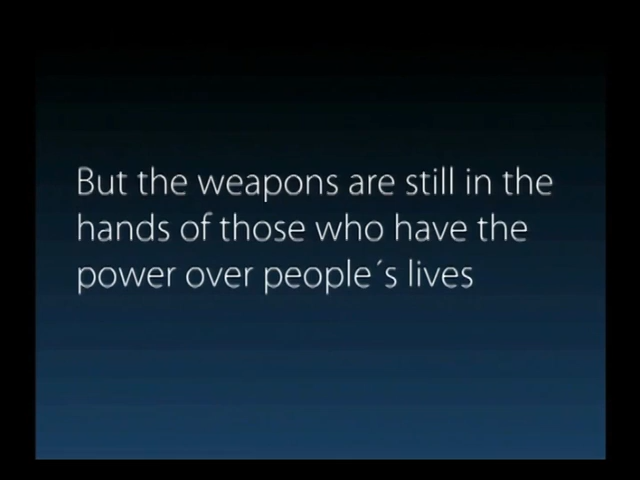 But the weapons are still in the
hands of those who have the
power over people´s lives